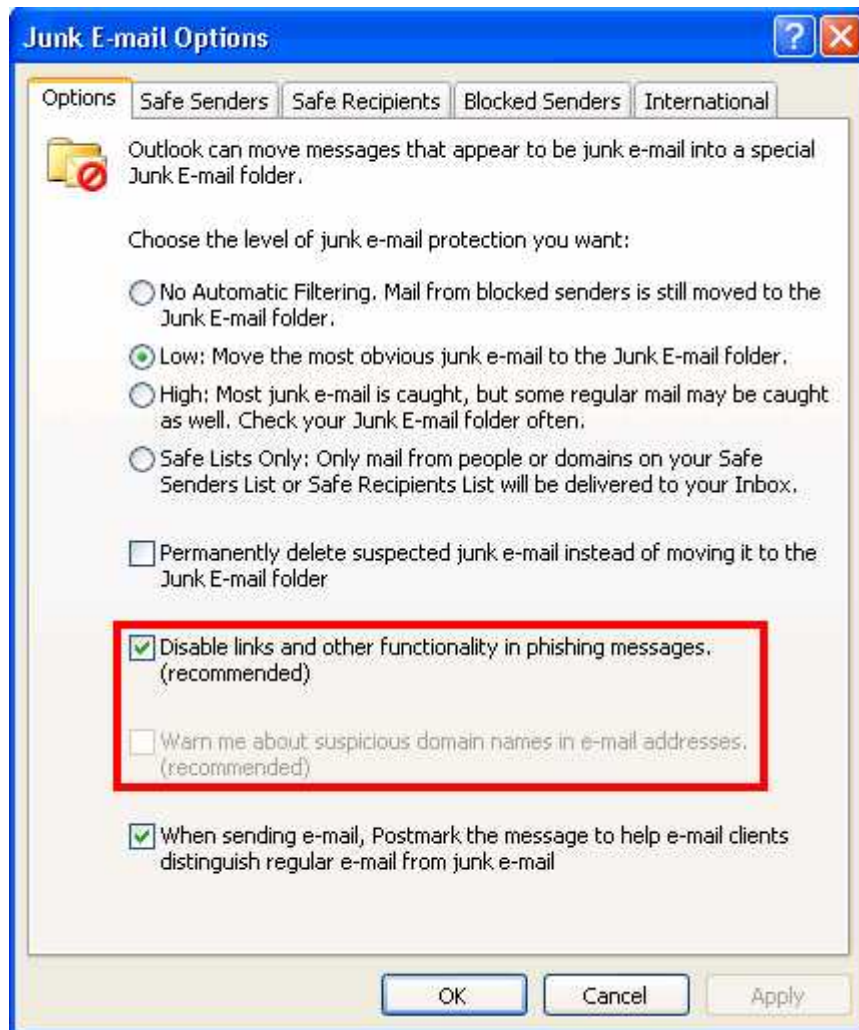 Junk E-mail Options
Options
Safe Senders
Safe Recipients
Blocked Senders
International
Outlook can move messages that appear to be junk e-mail into a special
Junk E-mail folder.
Choose the level of junk e-mail protection you want:
No Automatic Filtering. Mail from blocked senders is still moved to the
Junk E-mail folder.
Low: Move the most obvious junk e-mail to the Junk E-mail folder.
High: Most junk e-mail is caught, but some regular mail may be caught
as well. Check your Junk E-mail folder often.
Safe Lists Only: Only mail from people or domains on your Safe
Senders List or Safe Recipients List will be delivered to your Inbox.
Permanently delete suspected junk e-mail instead of moving it to the
Junk E-mail folder
Disable links and other functionality in phishing messages.
(recommended)
Warn me about suspicious domain names in e-mail addresses.
(recommended)
When sending e-mail, Postmark the message to help e-mail clients
distinguish regular e-mail from junk e-mail
OK
Cancel
Apply